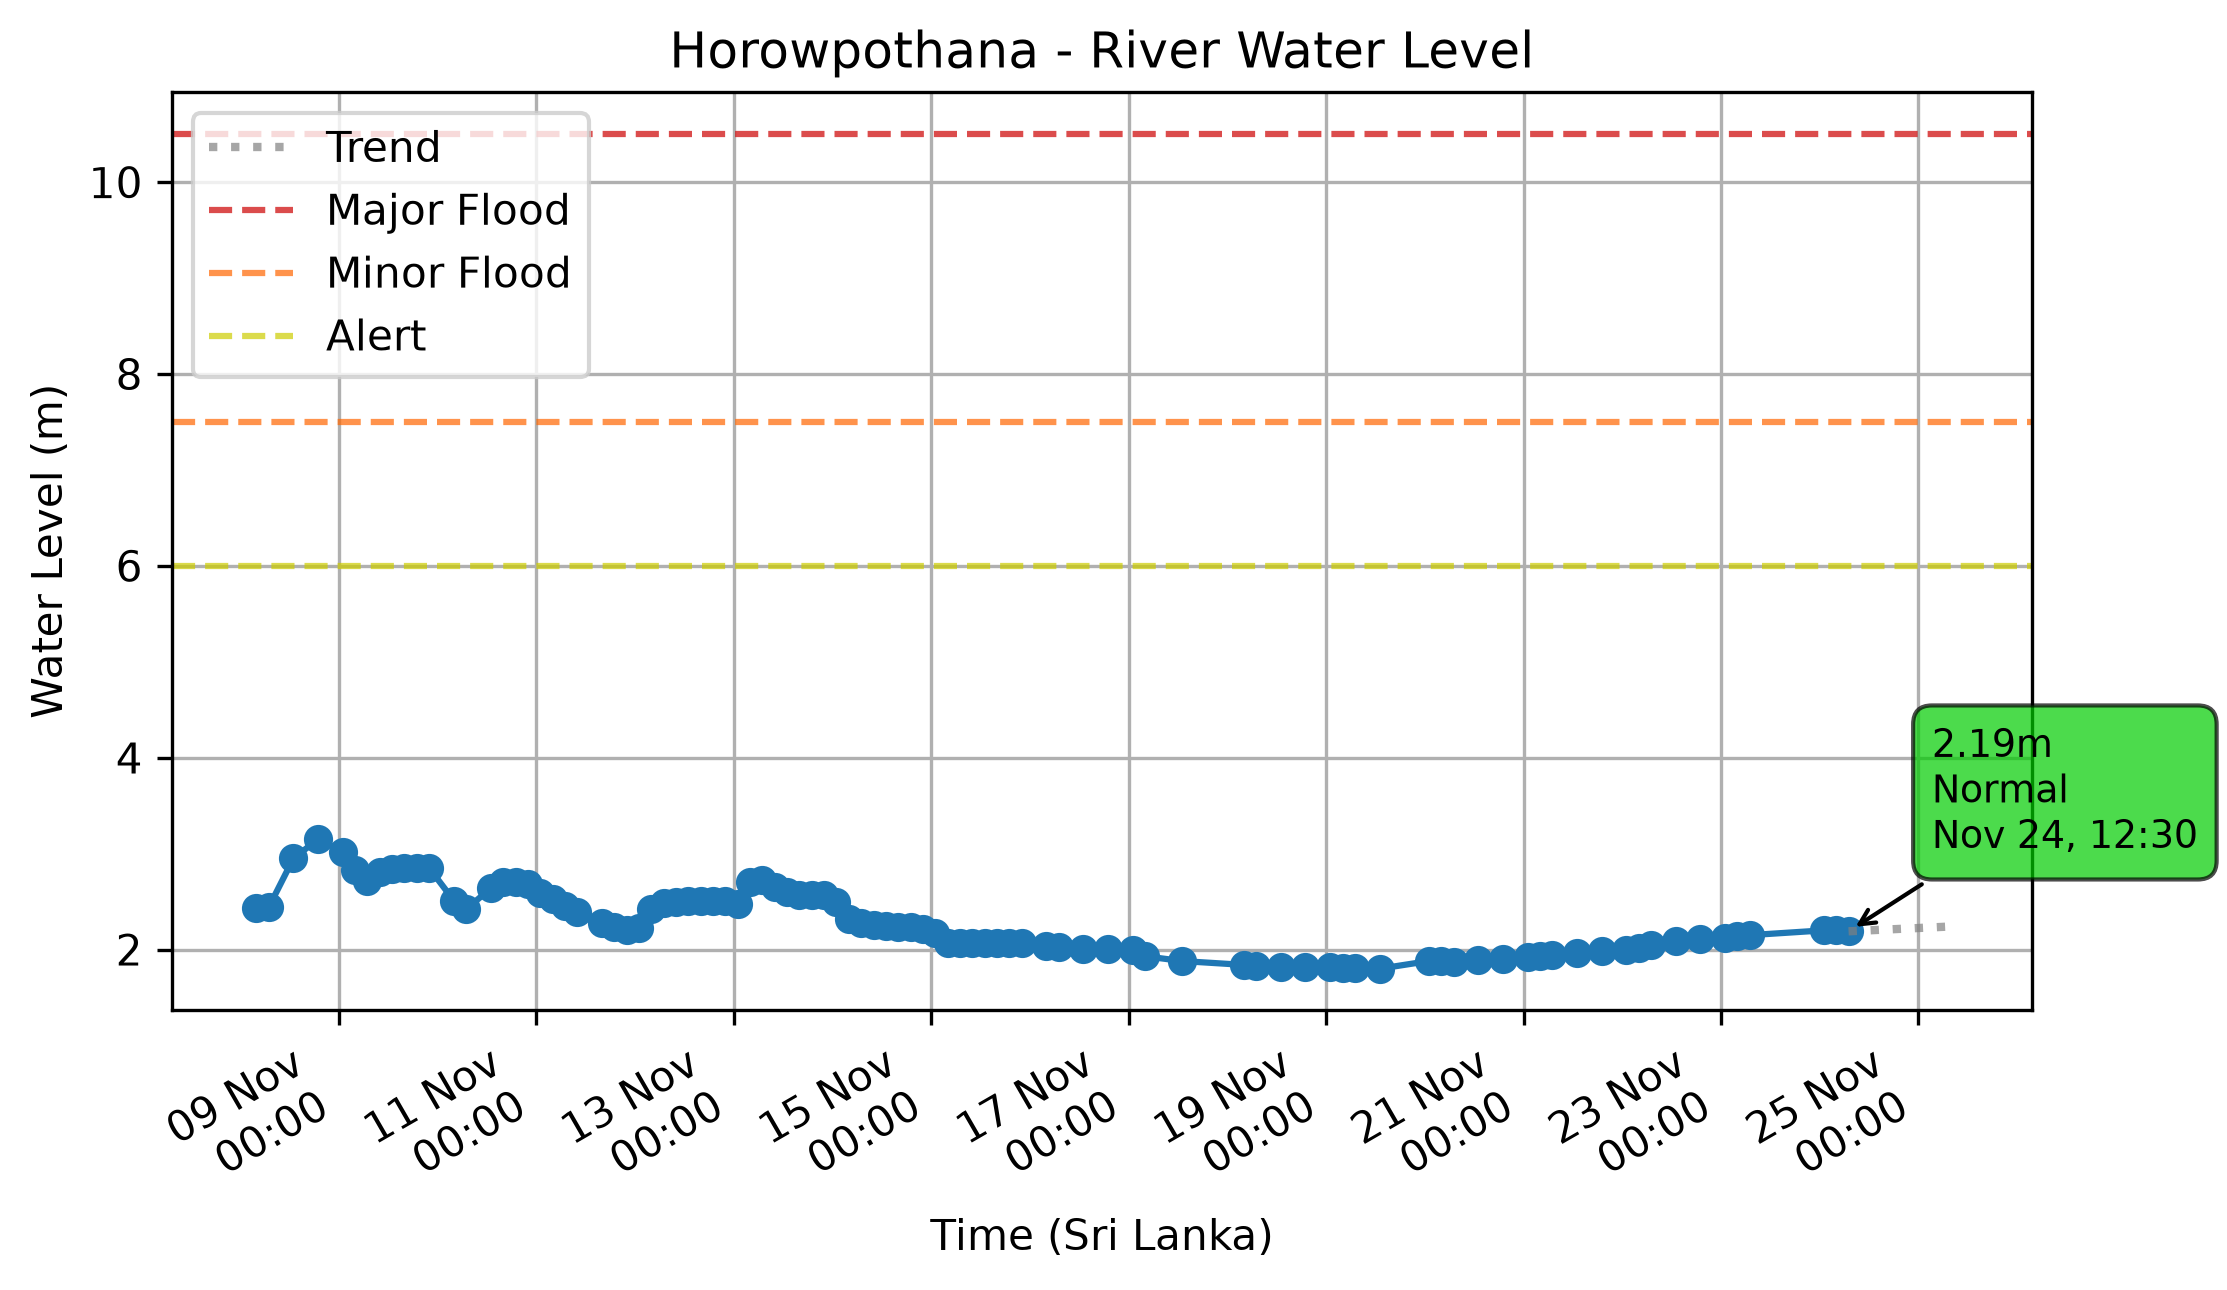 Horowpothana - River Water Level
Trend
Major Flood
Minor Flood
Alert
10
8
6
4
2
Water Level (m)
2.19m
Normal
Nov 24, 12:30
09 Nov
00:00
11 Nov
00:00
13 Nov
00:00
15 Nov
00:00
17 Nov
00:00
19 Nov
00:00
21 Nov
00:00
23 Nov
00:00
25 Nov
00:00
Time (Sri Lanka)